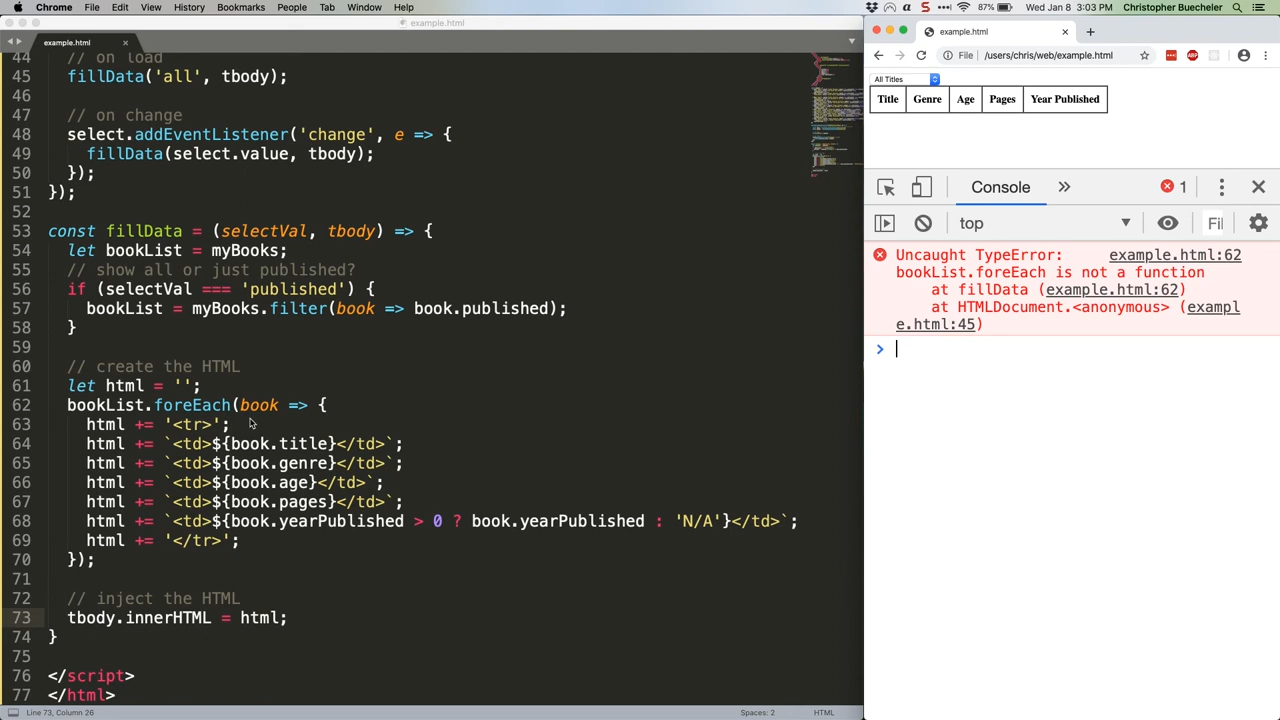 Chrome File Edit View History Bookmarks People Tab Window Help 87% Wed Jan 8 3:03 PM Christopher Buecheler
example.html
example.html
44 // on load
45 fillData('all', tbody);
46
47 // on change
48 select.addEventListener('change', e => {
49 fillData(select.value, tbody);
50 });
51 });
52
53 const fillData = (selectVal, tbody) => {
54 let bookList = myBooks;
55 // show all or just published?
56 if (selectVal === 'published') {
57 bookList = myBooks.filter(book => book.published);
58 }
59
60 // create the HTML
61 let html = '';
62 bookList.foreEach(book => {
63 html += '<tr>';
64 html += `<td>${book.title}</td>`;
65 html += `<td>${book.genre}</td>`;
66 html += `<td>${book.age}</td>`;
67 html += `<td>${book.pages}</td>`;
68 html += `<td>${book.yearPublished > 0 ? book.yearPublished : 'N/A'}</td>`;
69 html += '</tr>';
70 });
71
72 // inject the HTML
73 tbody.innerHTML = html;
74 }
75
76 </script>
77 </html>
Line 73, Column 26 Spaces: 2 HTML
example.html
File /users/chris/web/example.html ABP
All Titles
Title Genre Age Pages Year Published
Console 1
top Fil
Uncaught TypeError: example.html:62
bookList.foreEach is not a function
at fillData (example.html:62)
at HTMLDocument.<anonymous> (exampl
e.html:45)